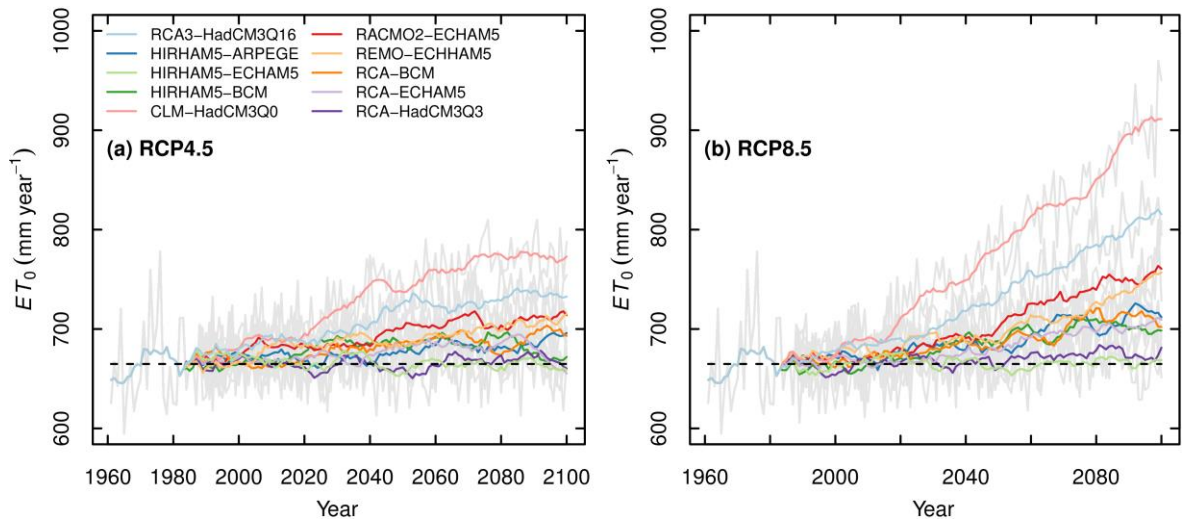 1000
900
800
700
600
ET0 (mm year−1)
RCA3−HadCM3Q16
HIRHAM5−ARPEGE
HIRHAM5−ECHAM5
HIRHAM5−BCM
CLM−HadCM3Q0
RACMO2−ECHAM5
REMO−ECHHAM5
RCA−BCM
RCA−ECHAM5
RCA−HadCM3Q3
(a) RCP4.5
1960 1980 2000 2020 2040 2060 2080 2100
Year
1000
900
800
700
600
ET0 (mm year−1)
(b) RCP8.5
1960 2000 2040 2080
Year